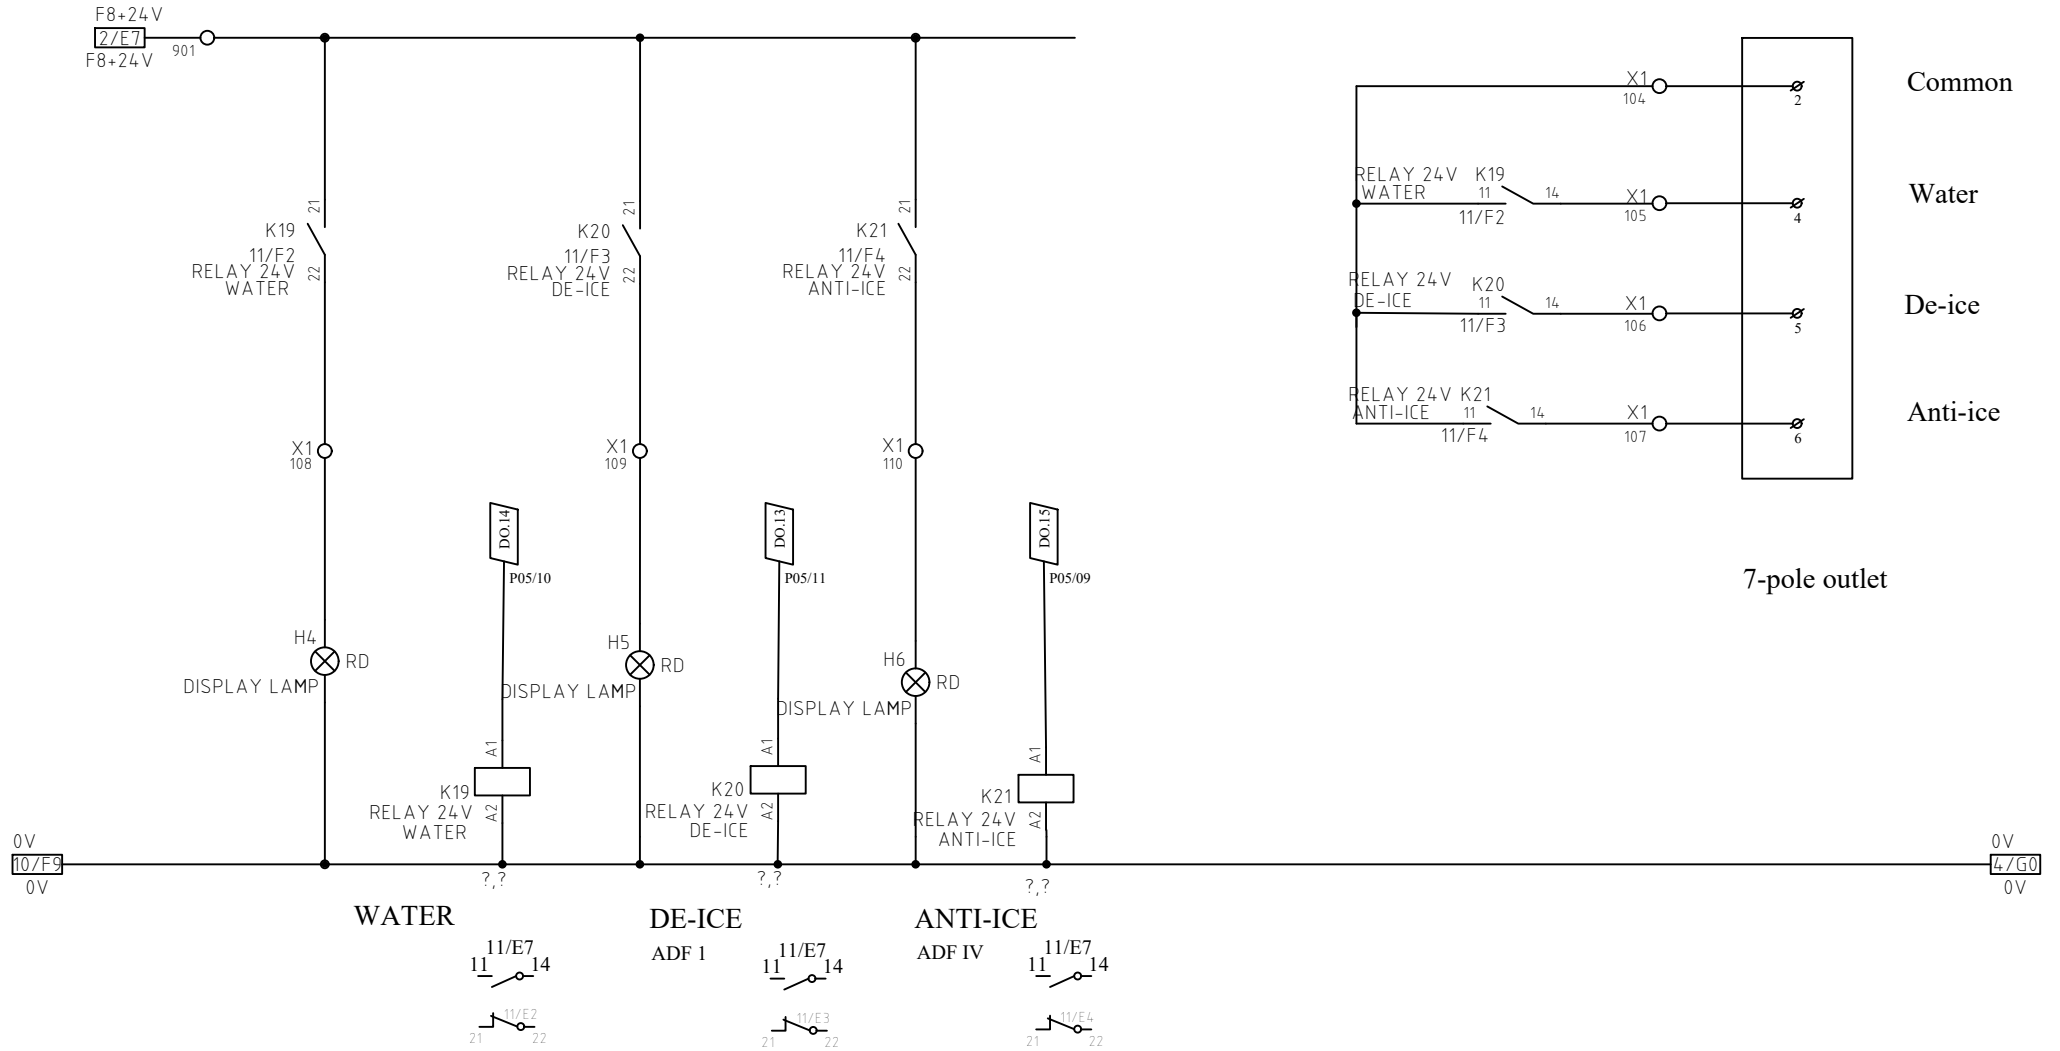 F8+24V
2/E7
F8+24V
901
X1
104
2
Common
RELAY 24V
WATER
K19
11
14
11/F2
X1
105
4
Water
RELAY 24V
DE-ICE
K20
11
14
11/F3
X1
106
5
De-ice
RELAY 24V
ANTI-ICE
K21
11
14
11/F4
X1
107
6
Anti-ice
7-pole outlet
21
K19
11/F2
RELAY 24V
WATER
22
21
K20
11/F3
RELAY 24V
DE-ICE
22
21
K21
11/F4
RELAY 24V
ANTI-ICE
22
X1
108
X1
109
X1
110
DO.14
P05/10
DO.13
P05/11
DO.15
P05/09
H4
RD
DISPLAY LAMP
H5
RD
DISPLAY LAMP
H6
RD
DISPLAY LAMP
A1
K19
RELAY 24V
WATER
A2
A1
K20
RELAY 24V
DE-ICE
A2
A1
K21
RELAY 24V
ANTI-ICE
A2
0V
10/F9
0V
0V
4/G0
0V
?,?
?,?
?,?
WATER
DE-ICE
ADF 1
ANTI-ICE
ADF IV
11/E7
11
14
11/E2
21
22
11/E7
11
14
11/E3
21
22
11/E7
11
14
11/E4
21
22